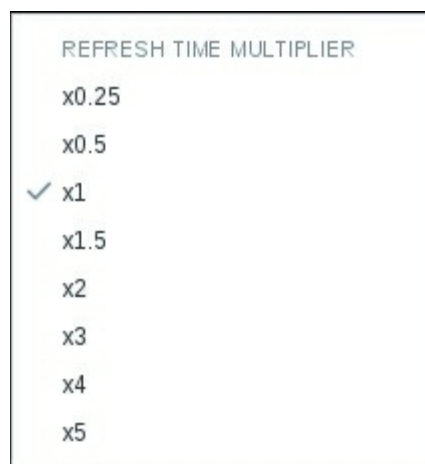 REFRESH TIME MULTIPLIER
x0.25
x0.5
x1
x1.5
x2
x3
x4
x5